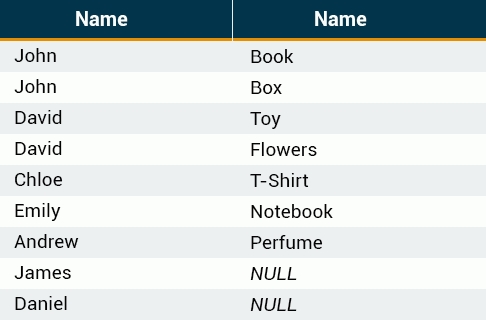 Name Name
John Book
John Box
David Toy
David Flowers
Chloe T-Shirt
Emily Notebook
Andrew Perfume
James NULL
Daniel NULL